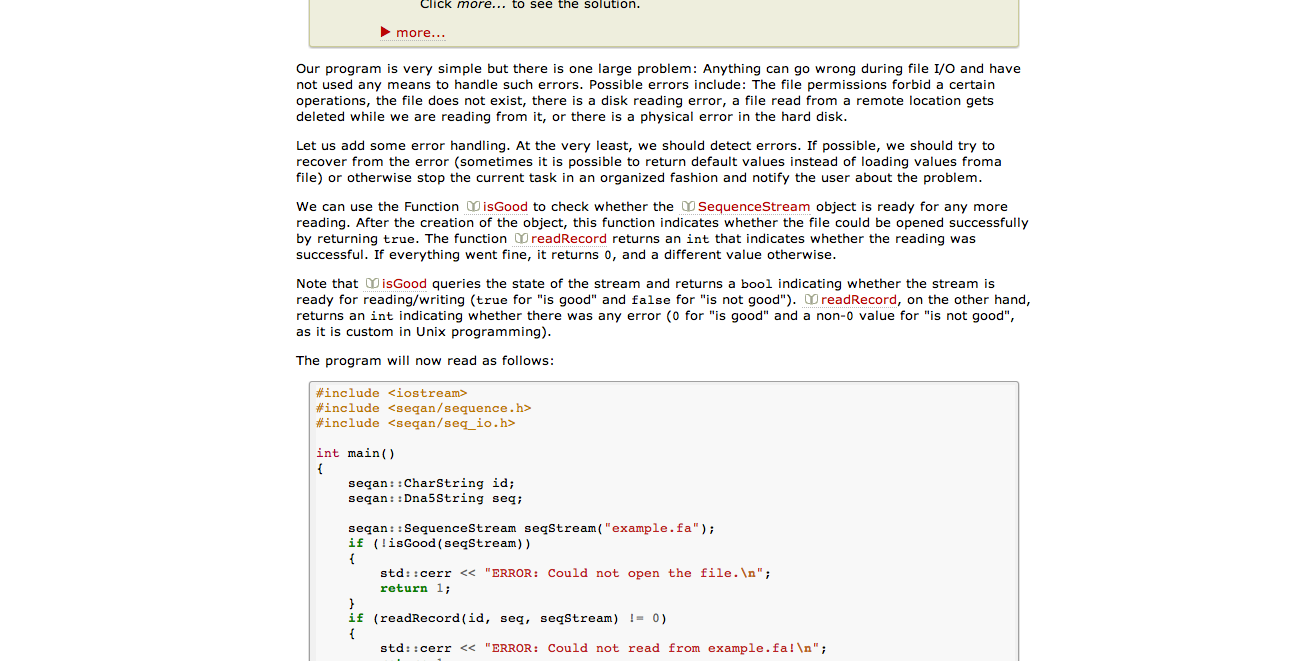 Click more... to see the solution.
▶ more...
Our program is very simple but there is one large problem: Anything can go wrong during file I/O and have
not used any means to handle such errors. Possible errors include: The file permissions forbid a certain
operations, the file does not exist, there is a disk reading error, a file read from a remote location gets
deleted while we are reading from it, or there is a physical error in the hard disk.
Let us add some error handling. At the very least, we should detect errors. If possible, we should try to
recover from the error (sometimes it is possible to return default values instead of loading values froma
file) or otherwise stop the current task in an organized fashion and notify the user about the problem.
We can use the Function isGood to check whether the SequenceStream object is ready for any more
reading. After the creation of the object, this function indicates whether the file could be opened successfully
by returning true. The function readRecord returns an int that indicates whether the reading was
successful. If everything went fine, it returns 0, and a different value otherwise.
Note that isGood queries the state of the stream and returns a bool indicating whether the stream is
ready for reading/writing (true for "is good" and false for "is not good"). readRecord, on the other hand,
returns an int indicating whether there was any error (0 for "is good" and a non-0 value for "is not good",
as it is custom in Unix programming).
The program will now read as follows:
#include <iostream>
#include <seqan/sequence.h>
#include <seqan/seq_io.h>
int main()
{
    seqan::CharString id;
    seqan::Dna5String seq;
    seqan::SequenceStream seqStream("example.fa");
    if (!isGood(seqStream))
    {
        std::cerr << "ERROR: Could not open the file.\n";
        return 1;
    }
    if (readRecord(id, seq, seqStream) != 0)
    {
        std::cerr << "ERROR: Could not read from example.fa!\n";